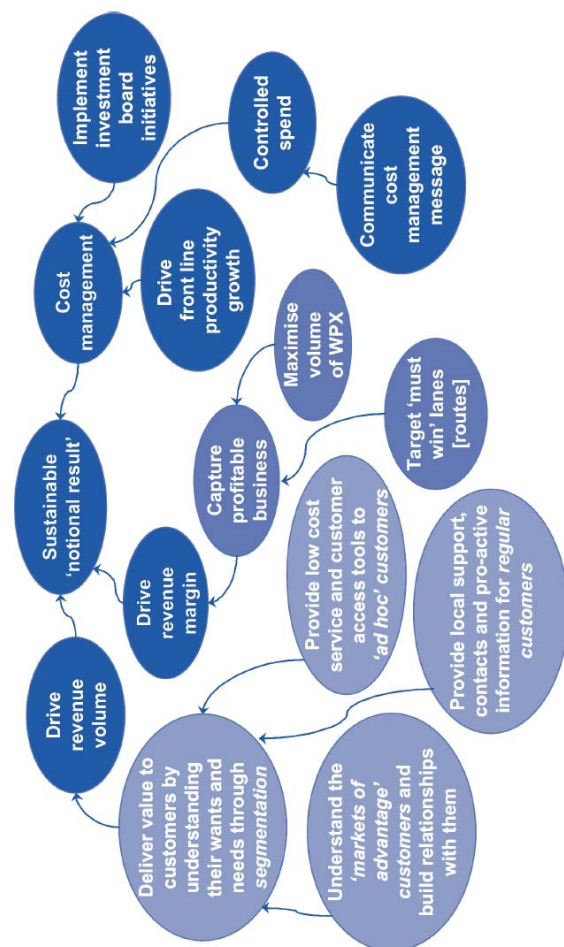 Sustainable
‘notional result’
Drive
revenue
volume
Drive
revenue
margin
Cost
management
Implement
investment
board
initiatives
Deliver value to
customers by
understanding
their wants and
needs through
segmentation
Capture
profitable
business
Drive
front line
productivity
growth
Controlled
spend
Maximise
volume
of WPX
Provide low cost
service and customer
access tools to
‘ad hoc’ customers
Understand the
‘markets of
advantage’
customers and
build relationships
with them
Provide local support,
contacts and pro-active
information for regular
customers
Target ‘must
win’ lanes
[routes]
Communicate
cost
management
message